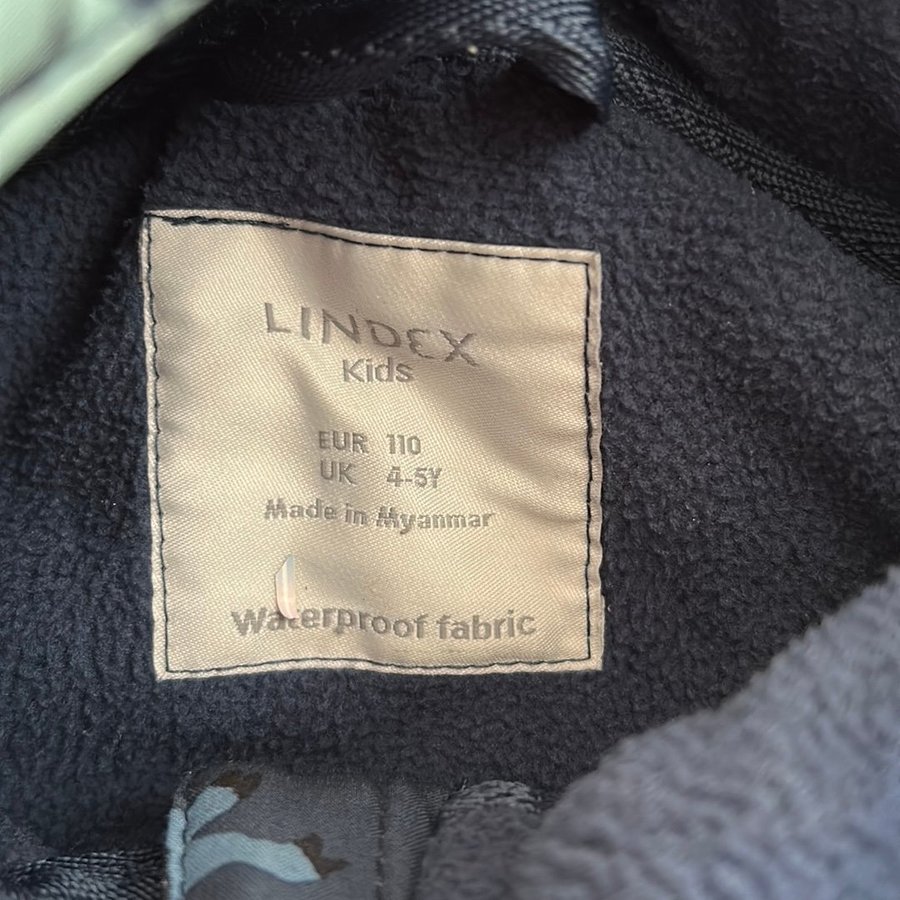 LINDEX
Kids
EUR 110
UK 4-5Y
Made in Myanmar
Waterproof fabric